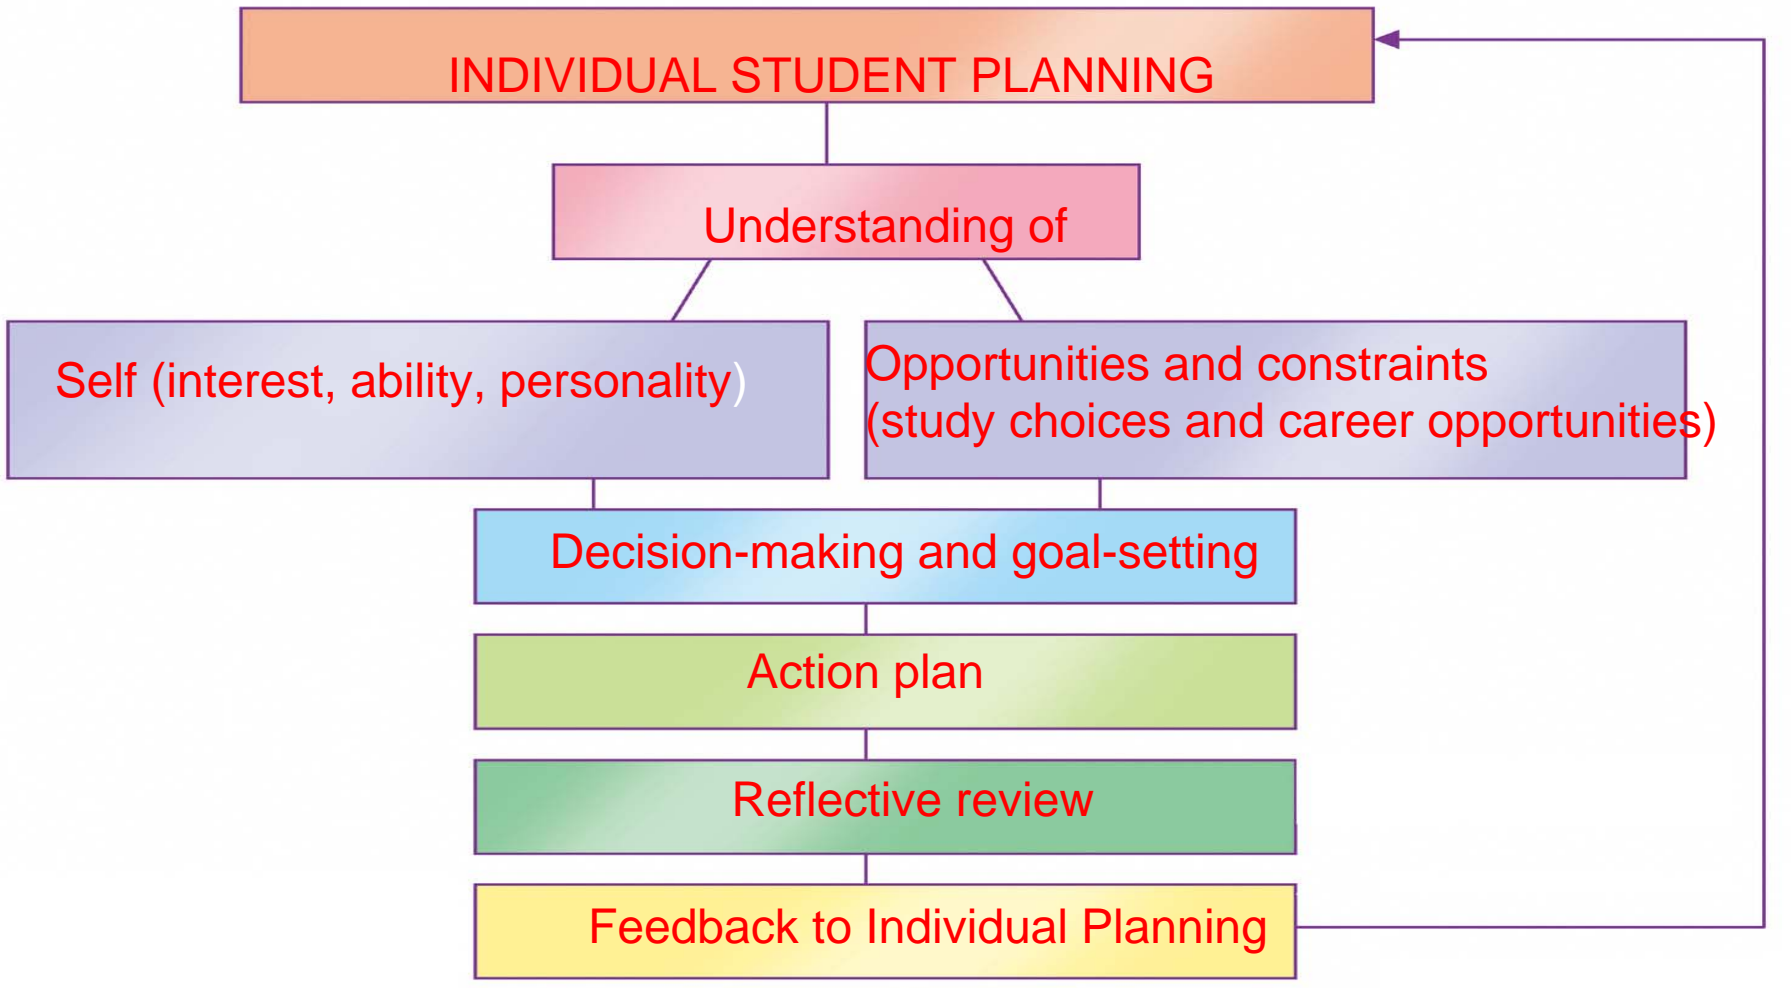 INDIVIDUAL STUDENT PLANNING
Understanding of
Self (interest, ability, personality)
Opportunities and constraints
(study choices and career opportunities)
Decision-making and goal-setting
Action plan
Reflective review
Feedback to Individual Planning